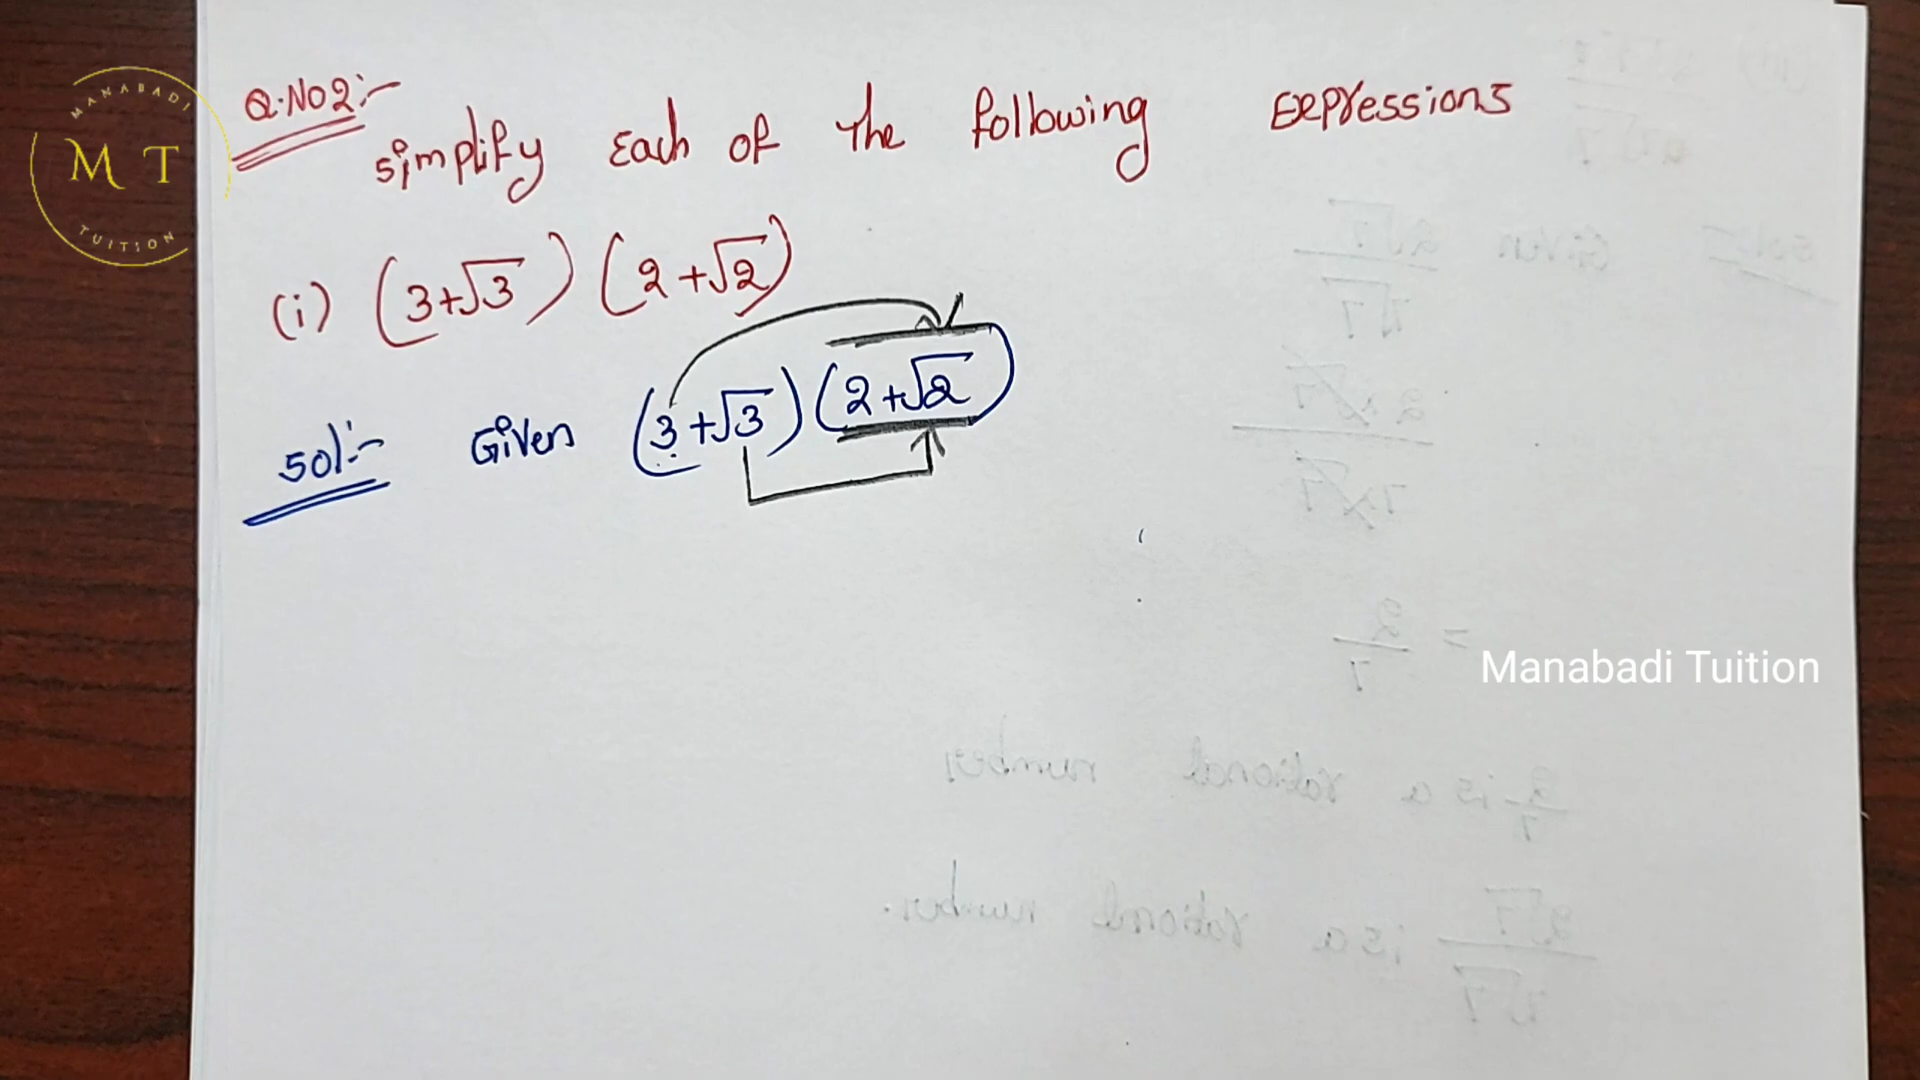 MANABADI
M T
TUITION
Q.NO2:-
simplify Each of the following Expressions
(i) (3+√3) (2+√2)
Sol:- Given (3+√3) (2+√2)
Manabadi Tuition